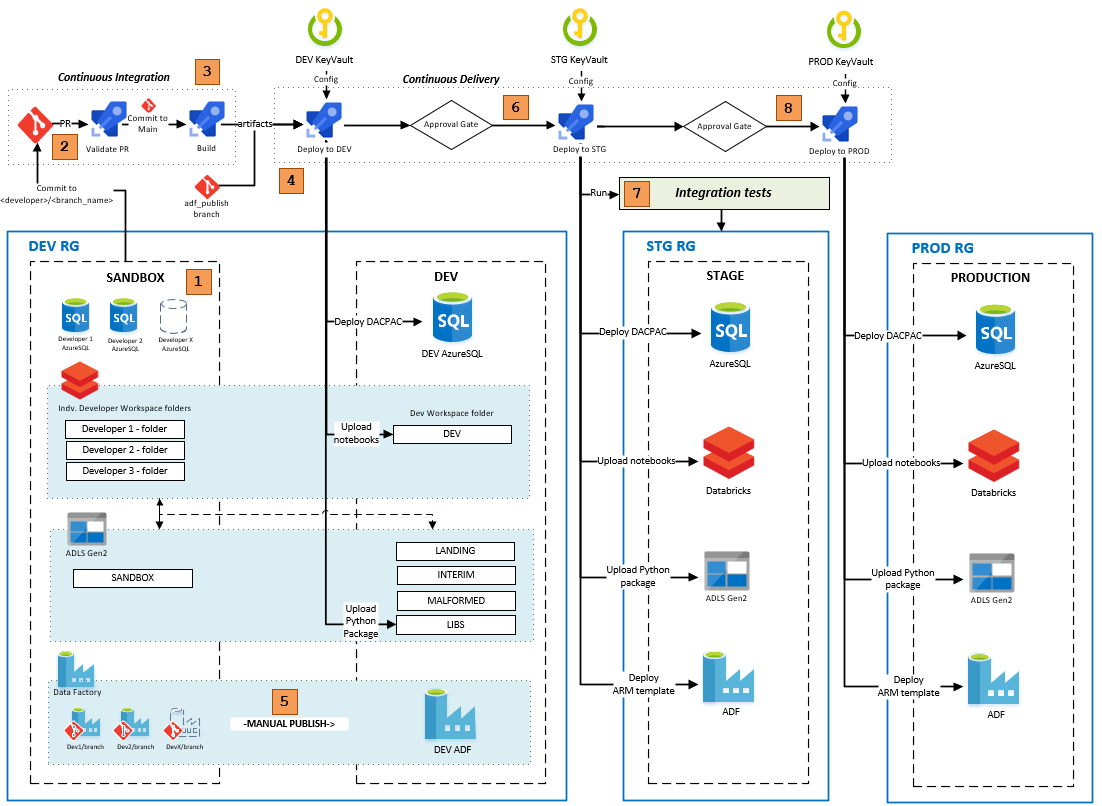 DEV KeyVault
STG KeyVault
PROD KeyVault
Config
Config
Config
Continuous Integration
3
Continuous Delivery
PR
2
Validate PR
Commit to
Main
Build
artifacts
adf_publish
branch
Deploy to DEV
4
Approval Gate
6
Deploy to STG
Approval Gate
8
Deploy to PROD
Commit to
<developer>/<branch_name>
Run
7
Integration tests
DEV RG
SANDBOX
1
SQL
Developer 1
AzureSQL
SQL
Developer 2
AzureSQL
Developer X
AzureSQL
Indv. Developer Workspace folders
Developer 1 - folder
Developer 2 - folder
Developer 3 - folder
ADLS Gen2
SANDBOX
Data Factory
Dev1/branch
Dev2/branch
DevX/branch
5
-MANUAL PUBLISH->
DEV
Deploy DACPAC
SQL
DEV AzureSQL
Dev Workspace folder
Upload
notebooks
DEV
LANDING
INTERIM
MALFORMED
LIBS
Upload
Python
Package
DEV ADF
STG RG
STAGE
Deploy DACPAC
SQL
AzureSQL
Upload notebooks
Databricks
Upload Python
package
ADLS Gen2
Deploy
ARM template
ADF
PROD RG
PRODUCTION
Deploy DACPAC
SQL
AzureSQL
Upload notebooks
Databricks
Upload Python
package
ADLS Gen2
Deploy
ARM template
ADF